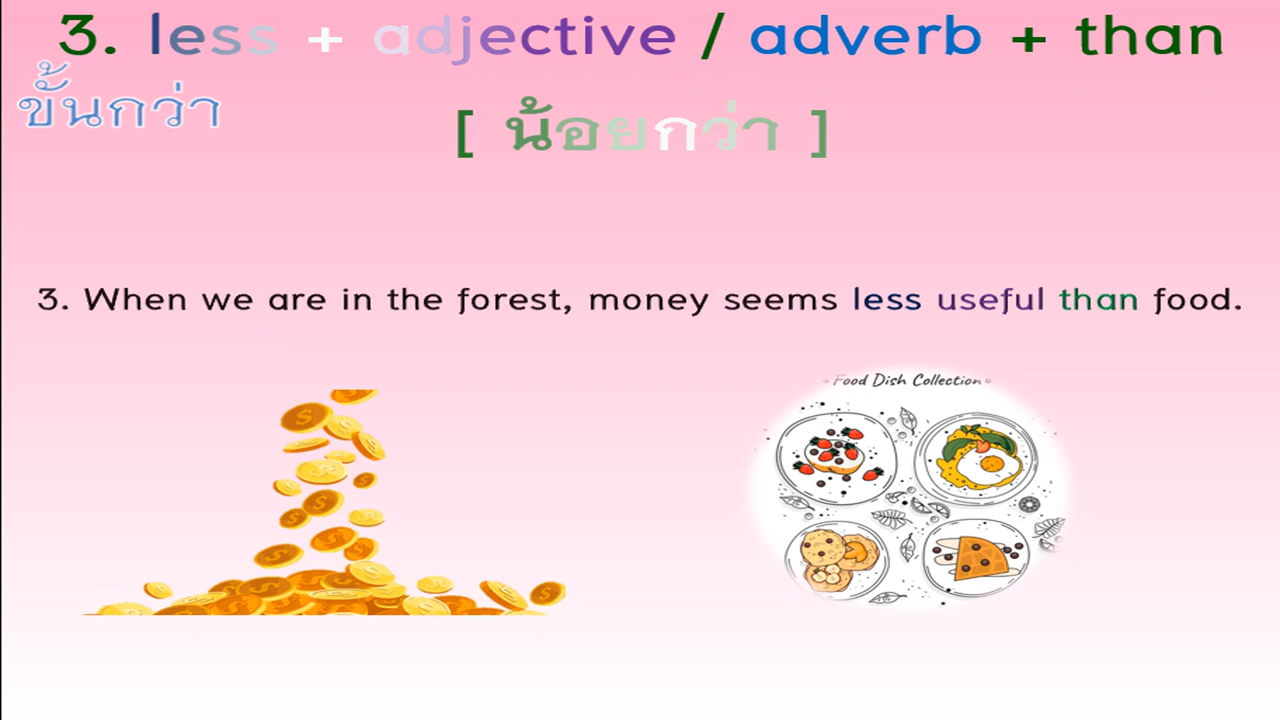 3. less + adjective / adverb + than
ขั้นกว่า
[ น้อยกว่า ]
3. When we are in the forest, money seems less useful than food.
Food Dish Collection